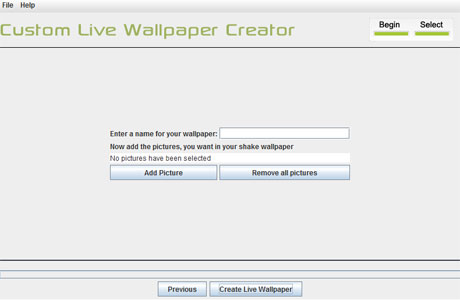 File Help
Custom Live Wallpaper Creator
Begin Select
Enter a name for your wallpaper:
Now add the pictures, you want in your shake wallpaper
No pictures have been selected
Add Picture Remove all pictures
Previous Create Live Wallpaper